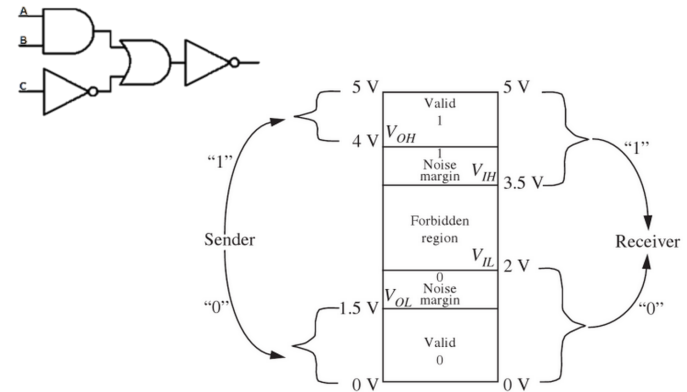 A
B
C
5 V
Valid
1
5 V
4 V
V_OH
1
Noise
margin
V_IH
3.5 V
"1"
"1"
Sender
Forbidden
region
Receiver
V_IL
2 V
0
Noise
margin
"0"
1.5 V
V_OL
"0"
Valid
0
0 V
0 V